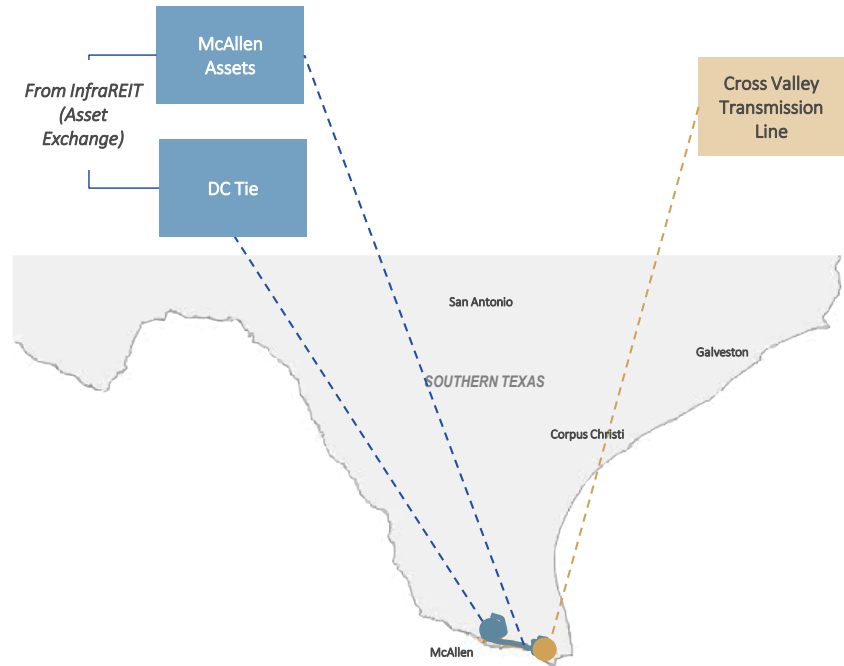 McAllen
Assets
From InfraREIT
(Asset
Exchange)
DC Tie
Cross Valley
Transmission
Line
San Antonio
Galveston
SOUTHERN TEXAS
Corpus Christi
McAllen